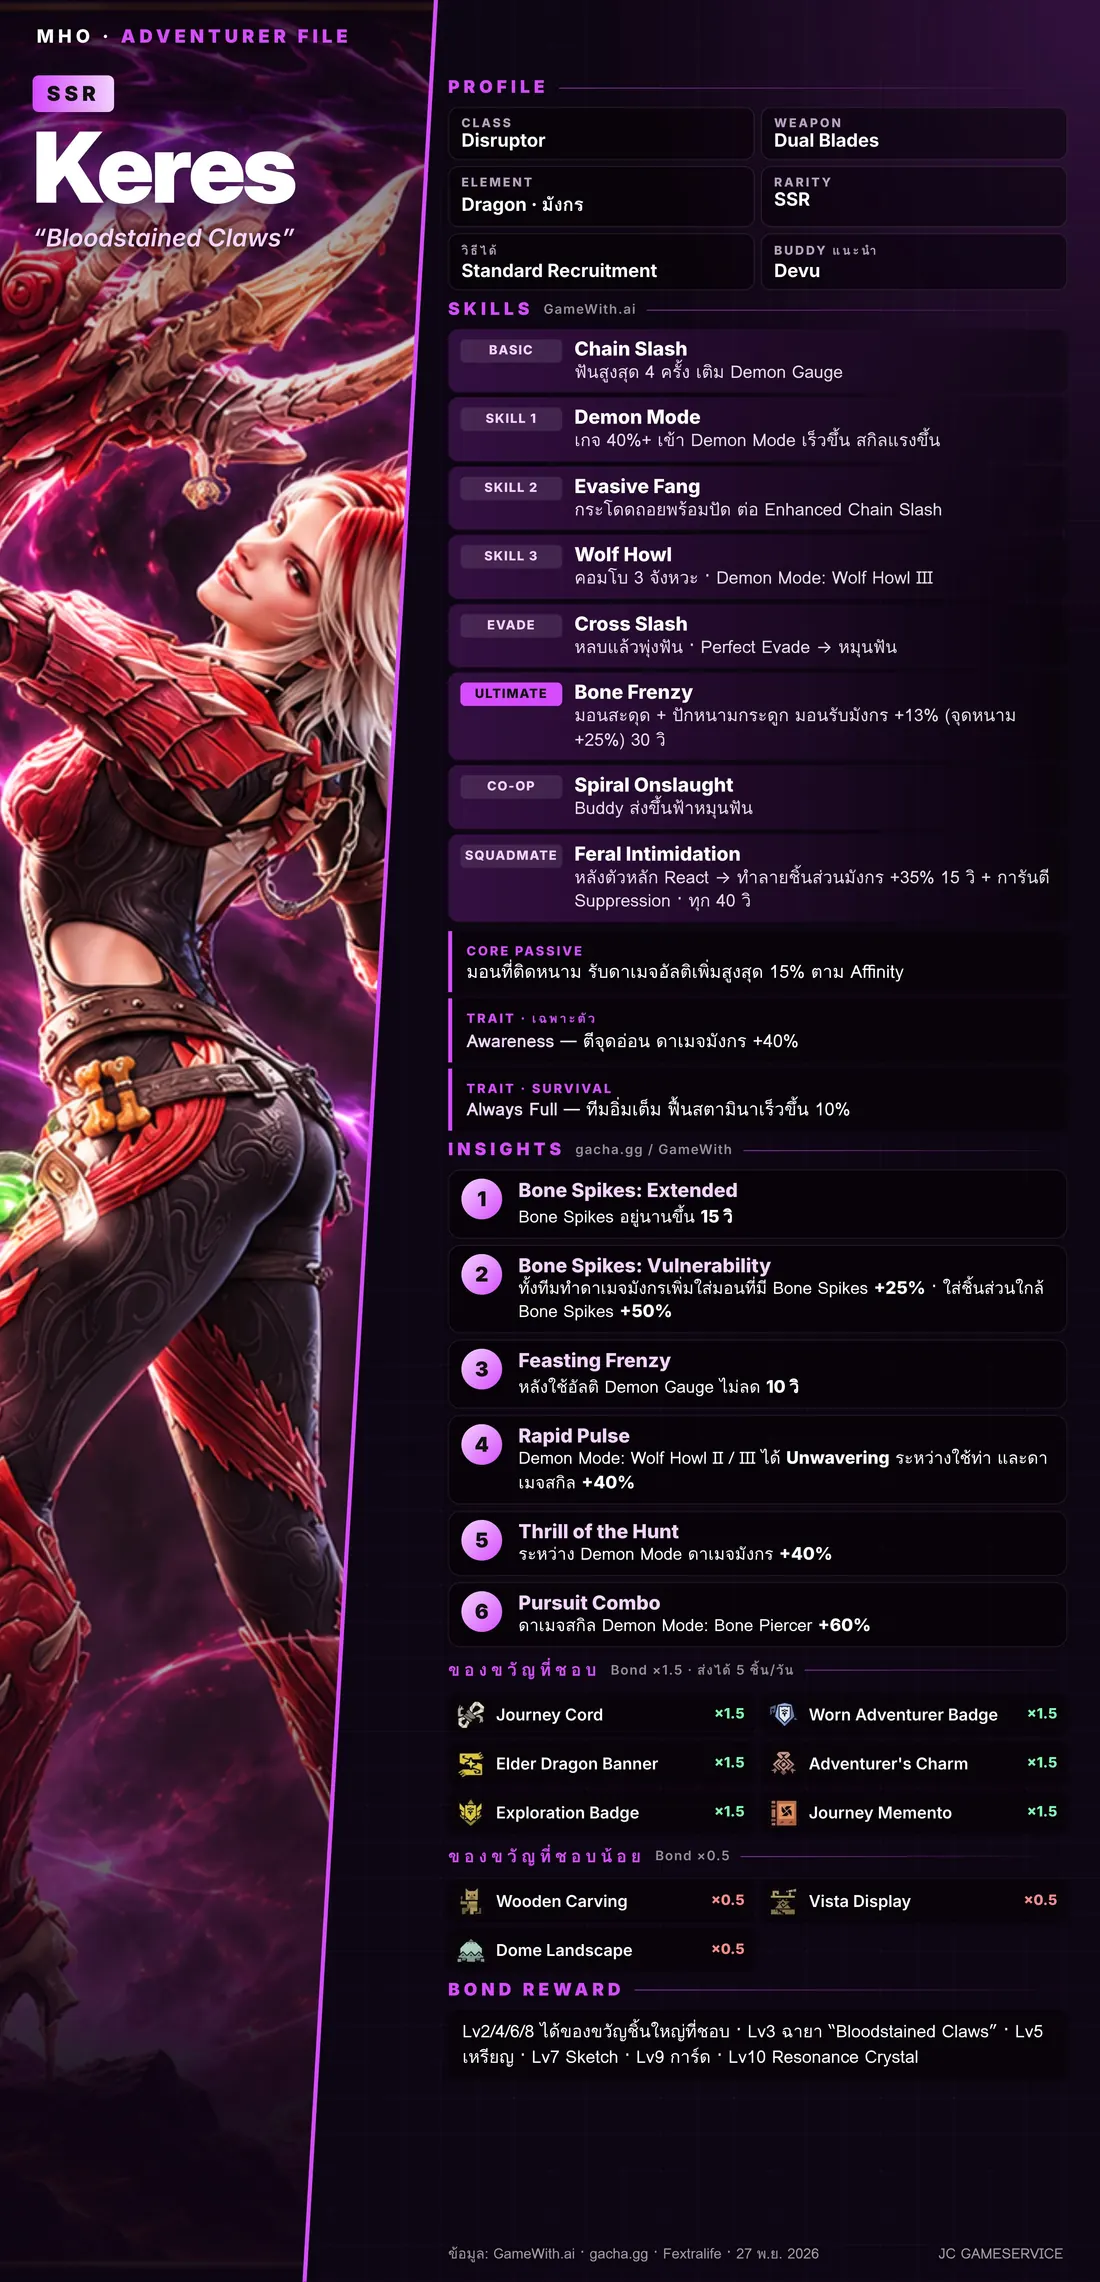 MHO · ADVENTURER FILE
SSR
Keres
“Bloodstained Claws”
PROFILE
CLASS
Disruptor
WEAPON
Dual Blades
ELEMENT
Dragon · มังกร
RARITY
SSR
วิธีได้
Standard Recruitment
BUDDY แนะนำ
Devu
SKILLS GameWith.ai
BASIC
Chain Slash
ฟันสูงสุด 4 ครั้ง เติม Demon Gauge
SKILL 1
Demon Mode
เกจ 40%+ เข้า Demon Mode เร็วขึ้น สกิลแรงขึ้น
SKILL 2
Evasive Fang
กระโดดถอยพร้อมปัด ต่อ Enhanced Chain Slash
SKILL 3
Wolf Howl
คอมโบ 3 จังหวะ · Demon Mode: Wolf Howl III
EVADE
Cross Slash
หลบแล้วพุ่งฟัน · Perfect Evade → หมุนฟัน
ULTIMATE
Bone Frenzy
มอนสะดุด + ปักหนามกระดูก มอนรับมังกร +13% (จุดหนาม
+25%) 30 วิ
CO-OP
Spiral Onslaught
Buddy ส่งขึ้นฟ้าหมุนฟัน
SQUADMATE
Feral Intimidation
หลังตัวหลัก React → ทำลายชิ้นส่วนมังกร +35% 15 วิ + การันตี
Suppression · ทุก 40 วิ
CORE PASSIVE
มอนที่ติดหนาม รับดาเมจอัลติเพิ่มสูงสุด 15% ตาม Affinity
TRAIT · เฉพาะตัว
Awareness — ตีจุดอ่อน ดาเมจมังกร +40%
TRAIT · SURVIVAL
Always Full — ทีมอิ่มเต็ม ฟื้นสตามินาเร็วขึ้น 10%
INSIGHTS gacha.gg / GameWith
1
Bone Spikes: Extended
Bone Spikes อยู่นานขึ้น 15 วิ
2
Bone Spikes: Vulnerability
ทั้งทีมทำดาเมจมังกรเพิ่มใส่มอนที่มี Bone Spikes +25% · ใส่ชิ้นส่วนใกล้
Bone Spikes +50%
3
Feasting Frenzy
หลังใช้อัลติ Demon Gauge ไม่ลด 10 วิ
4
Rapid Pulse
Demon Mode: Wolf Howl II / III ได้ Unwavering ระหว่างใช้ท่า และดา
เมจสกิล +40%
5
Thrill of the Hunt
ระหว่าง Demon Mode ดาเมจมังกร +40%
6
Pursuit Combo
ดาเมจสกิล Demon Mode: Bone Piercer +60%
ของขวัญที่ชอบ Bond ×1.5 · ส่งได้ 5 ชิ้น/วัน
Journey Cord ×1.5
Worn Adventurer Badge ×1.5
Elder Dragon Banner ×1.5
Adventurer's Charm ×1.5
Exploration Badge ×1.5
Journey Memento ×1.5
ของขวัญที่ชอบน้อย Bond ×0.5
Wooden Carving ×0.5
Vista Display ×0.5
Dome Landscape ×0.5
BOND REWARD
Lv2/4/6/8 ได้ของขวัญชิ้นใหญ่ที่ชอบ · Lv3 ฉายา “Bloodstained Claws” · Lv5
เหรียญ · Lv7 Sketch · Lv9 การ์ด · Lv10 Resonance Crystal
ข้อมูล: GameWith.ai · gacha.gg · Fextralife · 27 พ.ย. 2026
JC GAMESERVICE